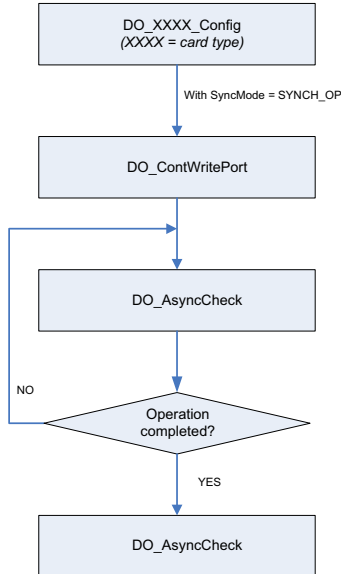 DO_XXXX_Config
(XXXX = card type)
With SyncMode = SYNCH_OP
DO_ContWritePort
DO_AsyncCheck
NO
Operation
completed?
YES
DO_AsyncCheck